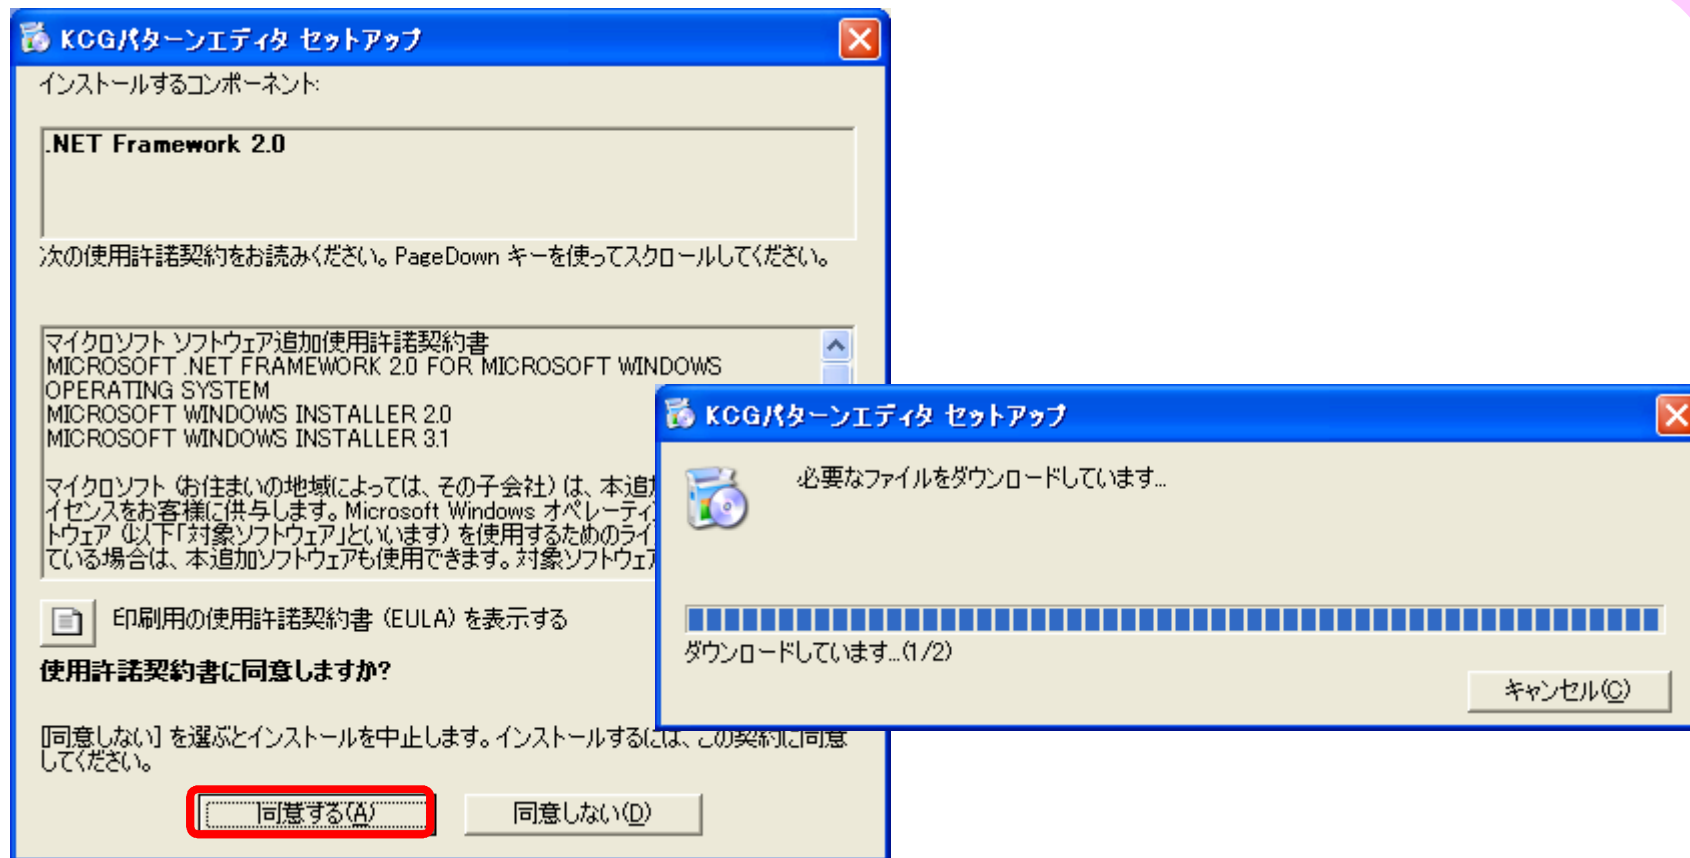 KCGパターンエディタ セットアップ
インストールするコンポーネント:
.NET Framework 2.0
次の使用許諾契約をお読みください。PageDown キーを使ってスクロールしてください。
マイクロソフト ソフトウェア追加使用許諾契約書
MICROSOFT .NET FRAMEWORK 2.0 FOR MICROSOFT WINDOWS
OPERATING SYSTEM
MICROSOFT WINDOWS INSTALLER 2.0
MICROSOFT WINDOWS INSTALLER 3.1
マイクロソフト (お住まいの地域によっては、その子会社) は、本追
イセンスをお客様に供与します。Microsoft Windows オペレーティ
トウェア (以下「対象ソフトウェア」といいます) を使用するためのライ
ている場合は、本追加ソフトウェアも使用できます。対象ソフトウェ
印刷用の使用許諾契約書 (EULA) を表示する
使用許諾契約書に同意しますか?
[同意しない] を選ぶとインストールを中止します。インストールするには、この契約に同意
してください。
同意する(A)
同意しない(D)
KCGパターンエディタ セットアップ
必要なファイルをダウンロードしています...
ダウンロードしています...(1/2)
キャンセル(C)